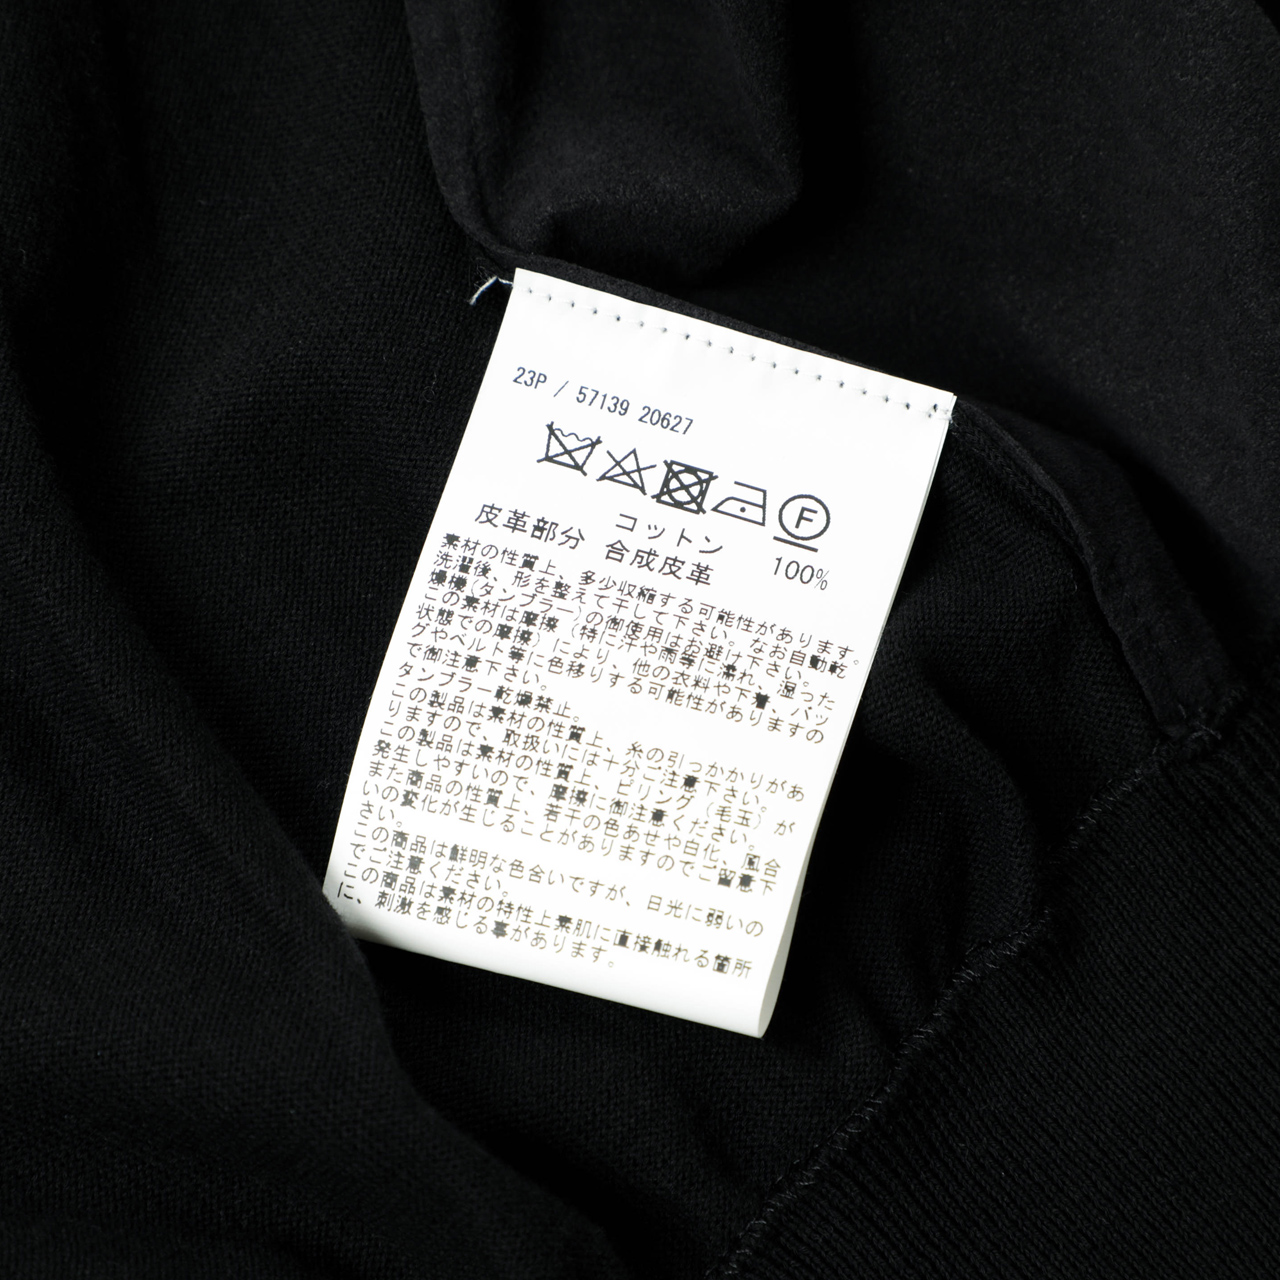 23P / 57139 20627
F
コットン 100%
皮革部分 合成皮革
素材の性質上、多少収縮する可能性があります。
洗濯後、形を整えて干して下さい。なお自動乾
燥機(タンブラー)の御使用はお避け下さい。
この素材は摩擦(特に汗や雨等に濡れ、湿った
状態での摩擦)により、他の衣料や下着、バッ
グやベルト等に色移りする可能性がありますの
で御注意下さい。
タンブラー乾燥禁止。
この製品は素材の性質上、糸の引っかかりがあ
りますので、取扱いには十分ご注意下さい。
この製品は素材の性質上、ピリング(毛玉)が
発生しやすいので、摩擦に御注意ください。
また商品の性質上、若干の色あせや白化、風合
いの変化が生じることがありますのでご留意下
さい。
この商品は鮮明な色合いですが、日光に弱いの
でご注意ください。
この商品は素材の特性上素肌に直接触れる箇所
に、刺激を感じる事があります。